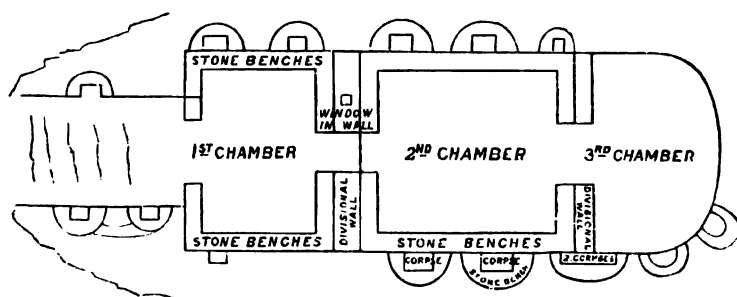 STONE BENCHES
WINDOW
IN WALL
1ST CHAMBER
2ND CHAMBER
3RD CHAMBER
DIVISIONAL
WALL
DIVISIONAL
WALL
STONE BENCHES
STONE BENCHES
CORPSE
CORPSE
STONE BENCH
2.CORPSES